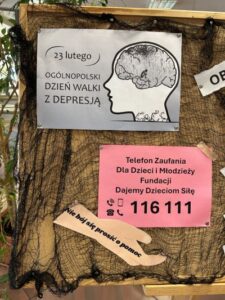 23 lutego
OGÓLNOPOLSKI
DZIEŃ WALKI
Z DEPRESJĄ
OB
Telefon Zaufania
Dla Dzieci i Młodzieży
Fundacji
Dajemy Dzieciom Siłę
116 111
Nie bój się prosić o pomoc